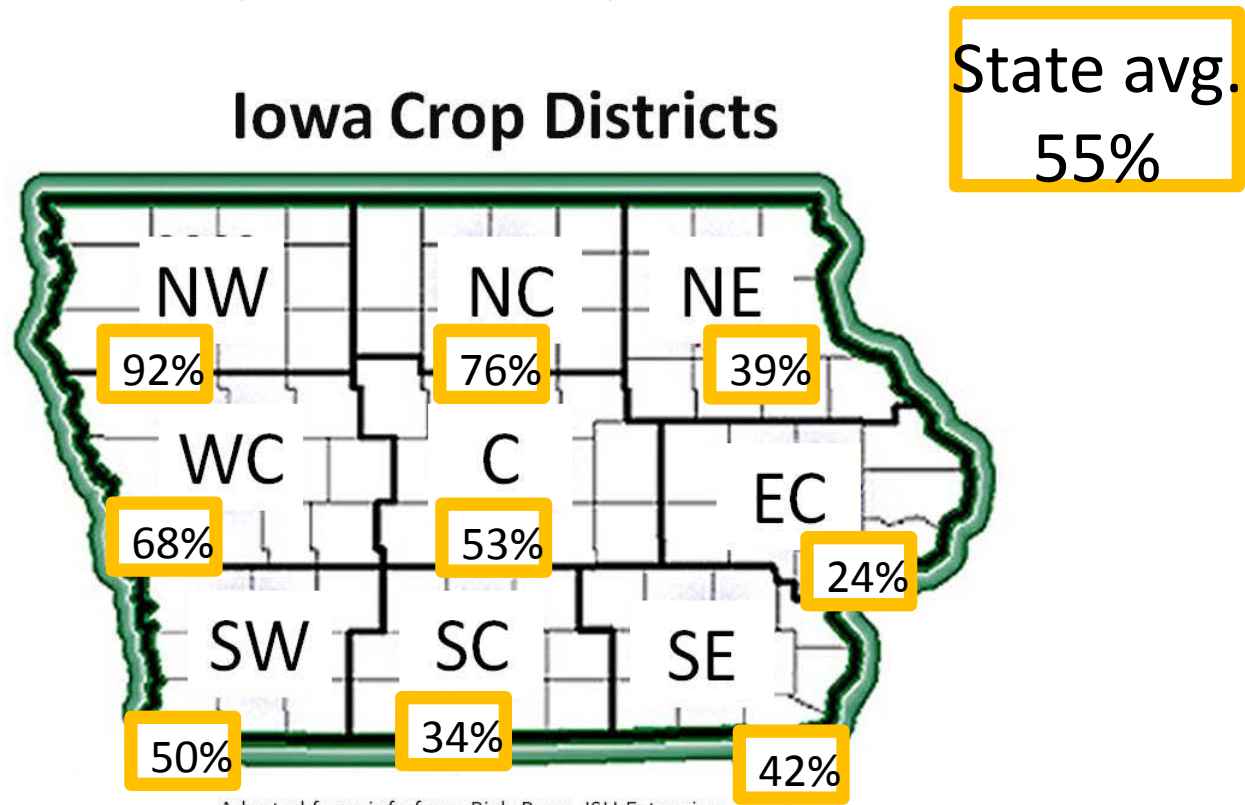 State avg.
55%
Iowa Crop Districts
NW
NC
NE
92%
76%
39%
WC
C
EC
68%
53%
24%
SW
SC
SE
50%
34%
42%